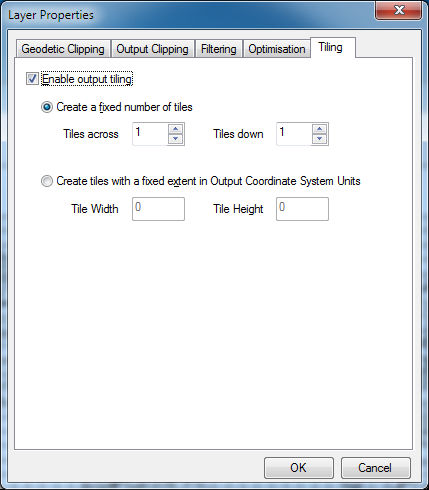 Layer Properties
Geodetic Clipping Output Clipping Filtering Optimisation Tiling
Enable output tiling
Create a fixed number of tiles
Tiles across 1 Tiles down 1
Create tiles with a fixed extent in Output Coordinate System Units
Tile Width 0 Tile Height 0
OK Cancel